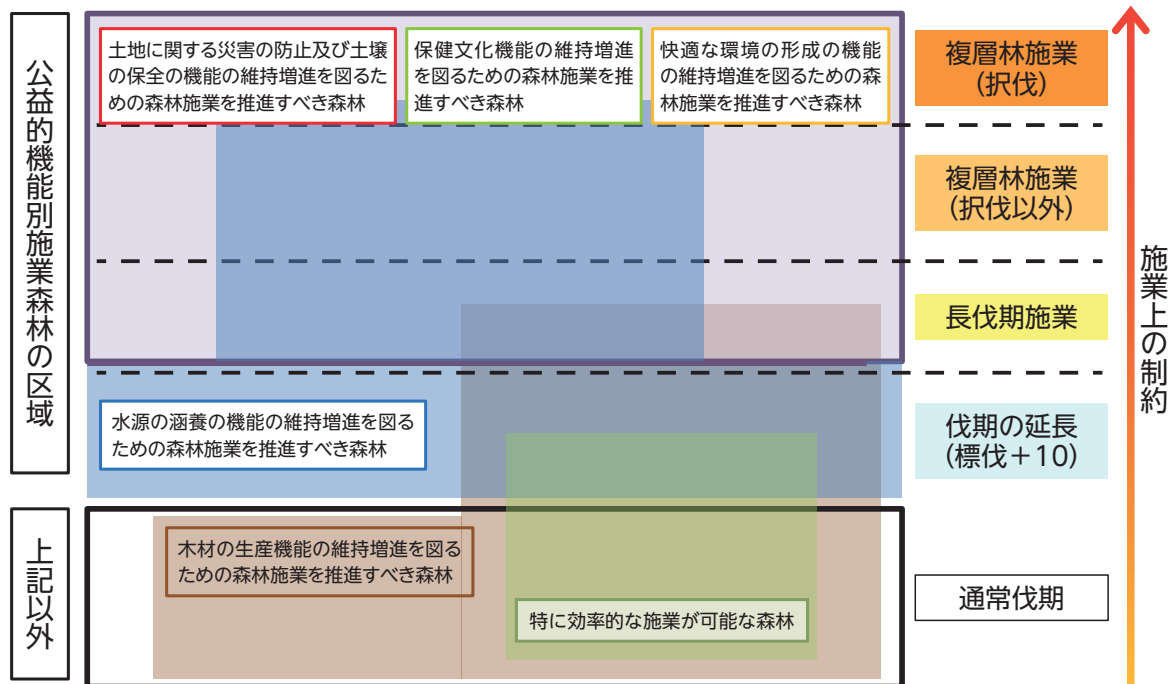 公益的機能別施業森林の区域
土地に関する災害の防止及び土壌
の保全の機能の維持増進を図るた
めの森林施業を推進すべき森林
保健文化機能の維持増進
を図るための森林施業を推
進すべき森林
快適な環境の形成の機能
の維持増進を図るための森
林施業を推進すべき森林
複層林施業
(択伐)
複層林施業
(択伐以外)
長伐期施業
水源の涵養の機能の維持増進を図る
ための森林施業を推進すべき森林
伐期の延長
(標伐＋10)
施業上の制約
上記以外
木材の生産機能の維持増進を図る
ための森林施業を推進すべき森林
特に効率的な施業が可能な森林
通常伐期